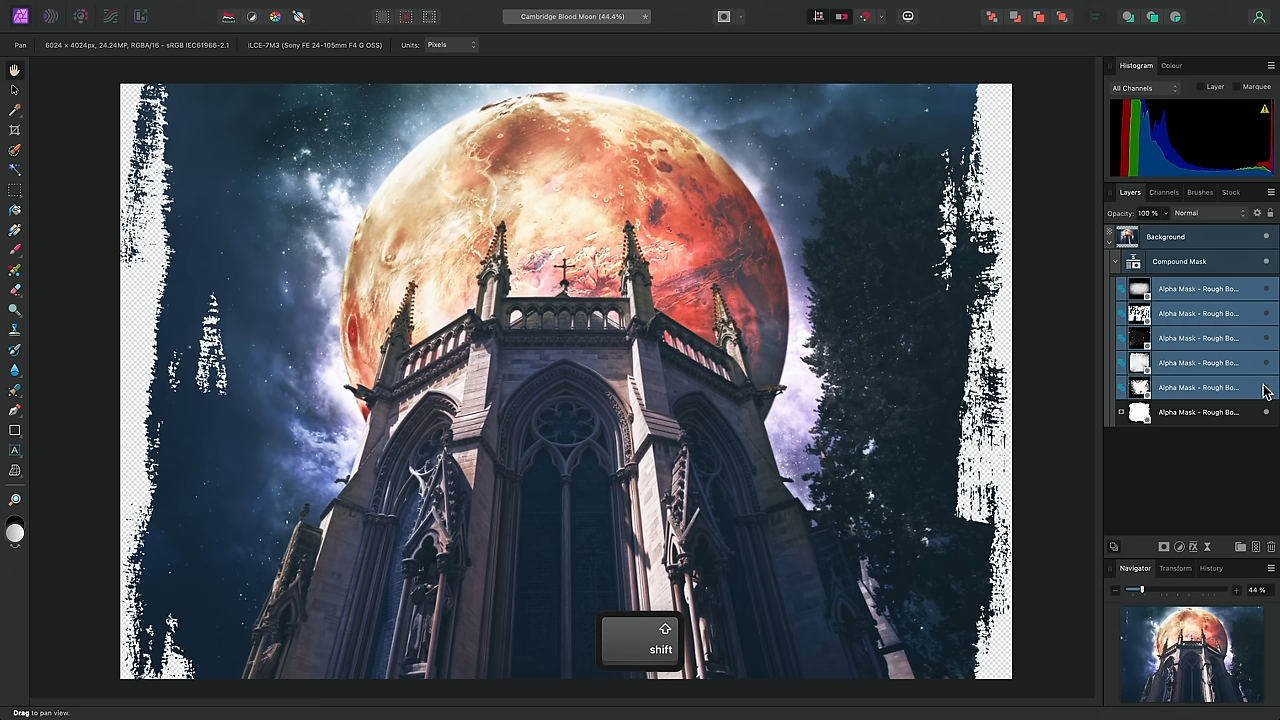 Cambridge Blood Moon (44.4%)
Pan
6024 × 4024px, 24.24MP, RGBA/16 - sRGB IEC61966-2.1
ILCE-7M3 (Sony FE 24-105mm F4 G OSS)
Units: Pixels
Histogram Colour
All Channels Layer Marquee
Layers Channels Brushes Stock
Opacity: 100 % Normal
Background
Compound Mask
Alpha Mask - Rough Bo...
Alpha Mask - Rough Bo...
Alpha Mask - Rough Bo...
Alpha Mask - Rough Bo...
Alpha Mask - Rough Bo...
Alpha Mask - Rough Bo...
Navigator Transform History
44 %
shift
Drag to pan view.